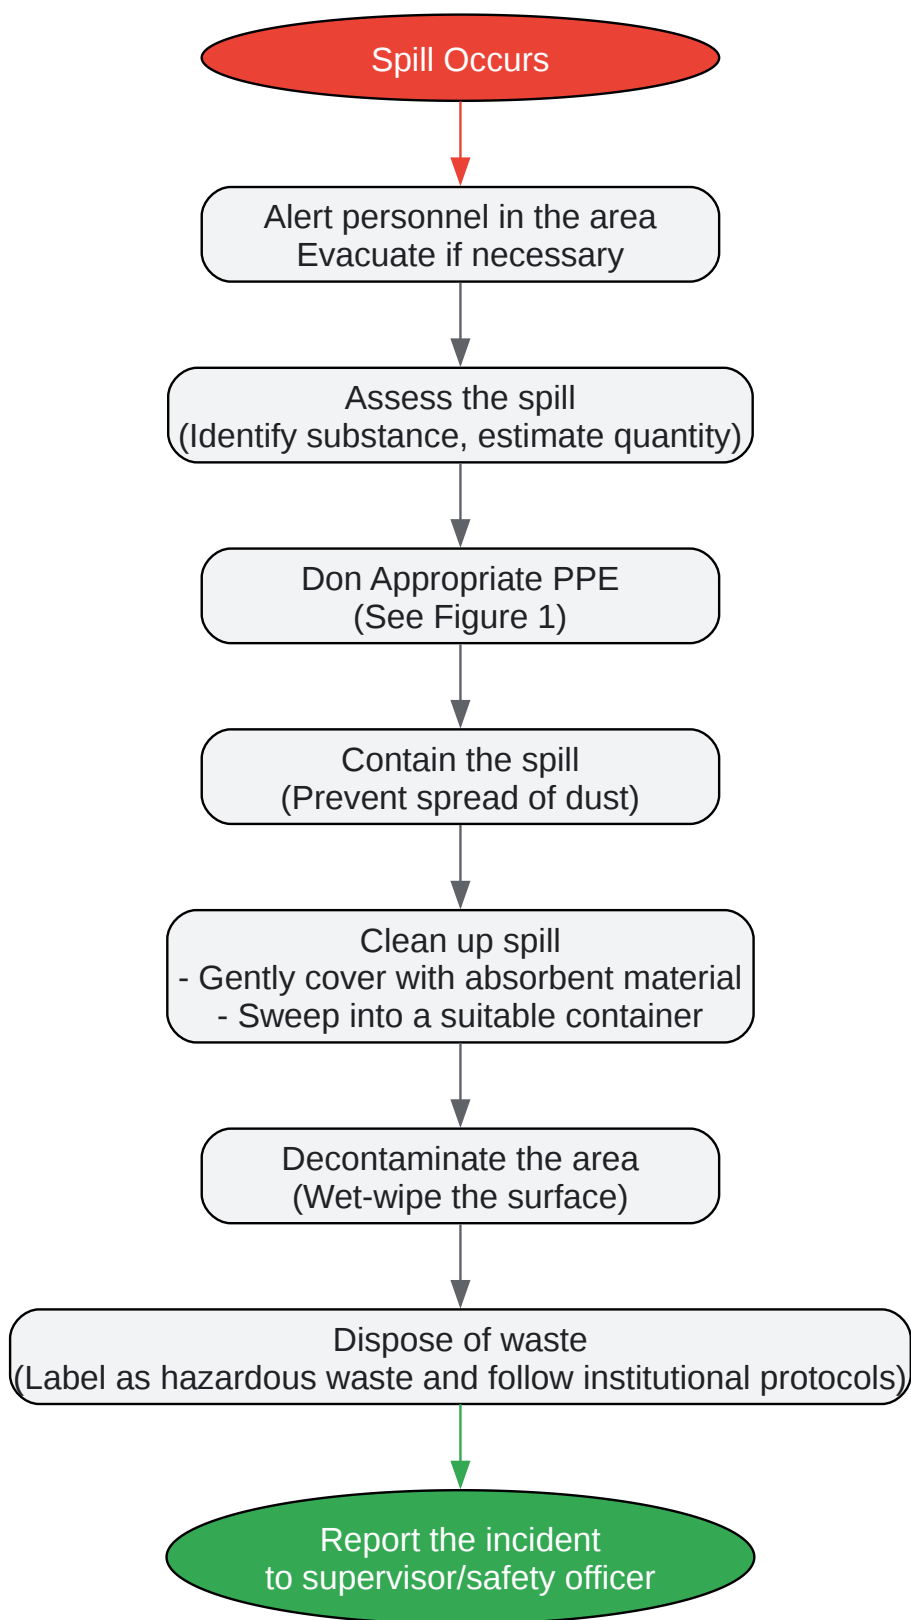 Spill Occurs
Alert personnel in the area
Evacuate if necessary
Assess the spill
(Identify substance, estimate quantity)
Don Appropriate PPE
(See Figure 1)
Contain the spill
(Prevent spread of dust)
Clean up spill
- Gently cover with absorbent material
- Sweep into a suitable container
Decontaminate the area
(Wet-wipe the surface)
Dispose of waste
(Label as hazardous waste and follow institutional protocols)
Report the incident
to supervisor/safety officer